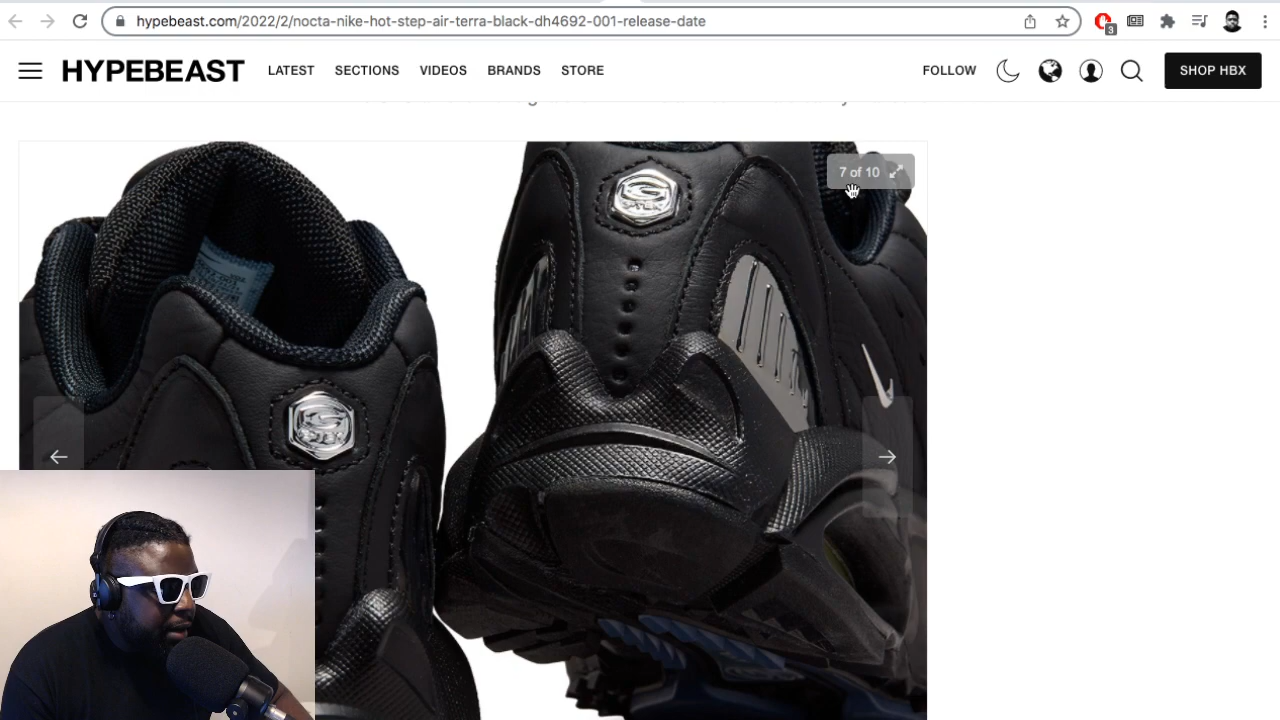 hypebeast.com/2022/2/nocta-nike-hot-step-air-terra-black-dh4692-001-release-date
3
HYPEBEAST LATEST SECTIONS VIDEOS BRANDS STORE FOLLOW SHOP HBX
7 of 10